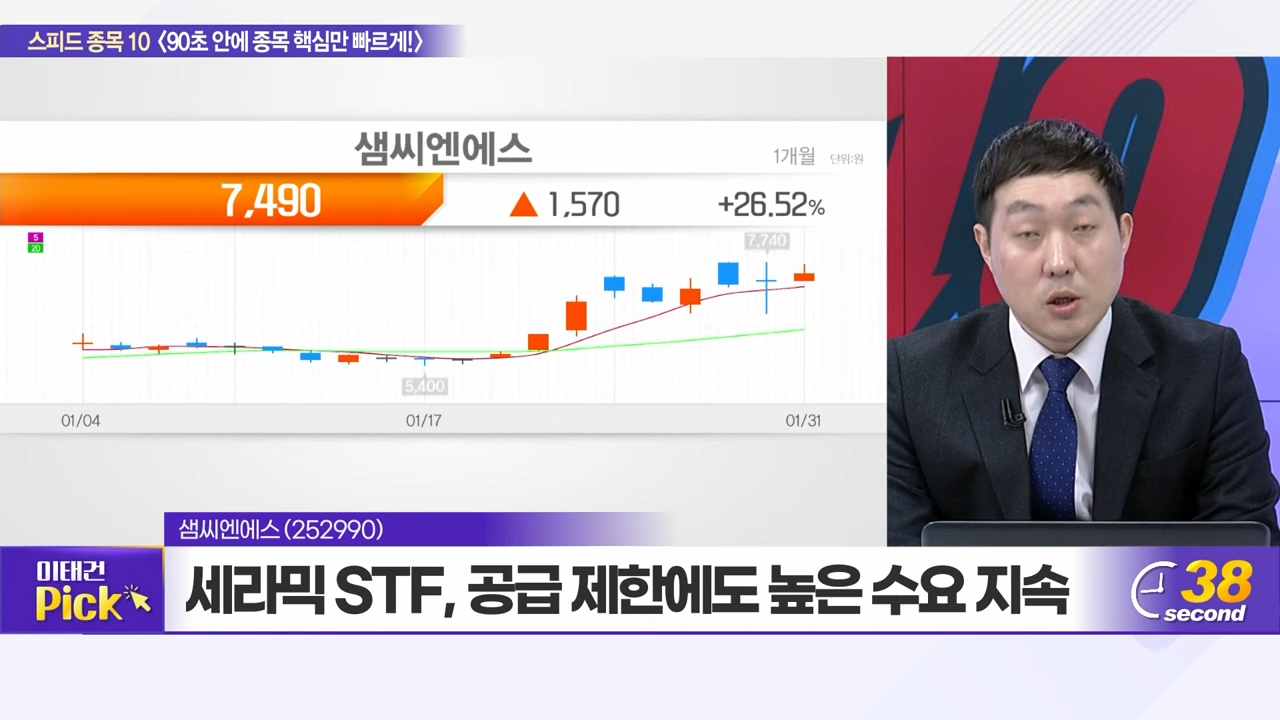 스피드 종목 10 <90초 안에 종목 핵심만 빠르게!>
샘씨엔에스
1개월 단위:원
7,490 ▲ 1,570 +26.52%
5
20
7,740
5,400
01/04 01/17 01/31
샘씨엔에스 (252990)
이태건
Pick
세라믹 STF, 공급 제한에도 높은 수요 지속
38
second